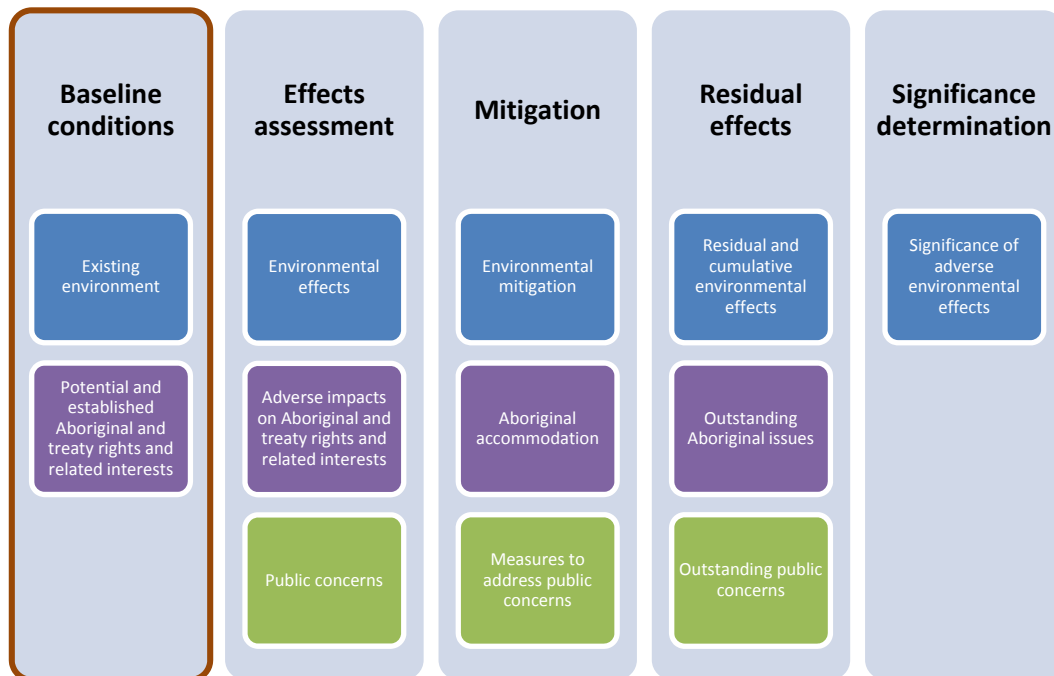 Baseline
conditions
Effects
assessment
Mitigation
Residual
effects
Significance
determination
Existing
environment
Environmental
effects
Environmental
mitigation
Residual and
cumulative
environmental
effects
Significance of
adverse
environmental
effects
Potential and
established
Aboriginal and
treaty rights and
related interests
Adverse impacts
on Aboriginal and
treaty rights and
related interests
Aboriginal
accommodation
Outstanding
Aboriginal issues
Public concerns
Measures to
address public
concerns
Outstanding public
concerns